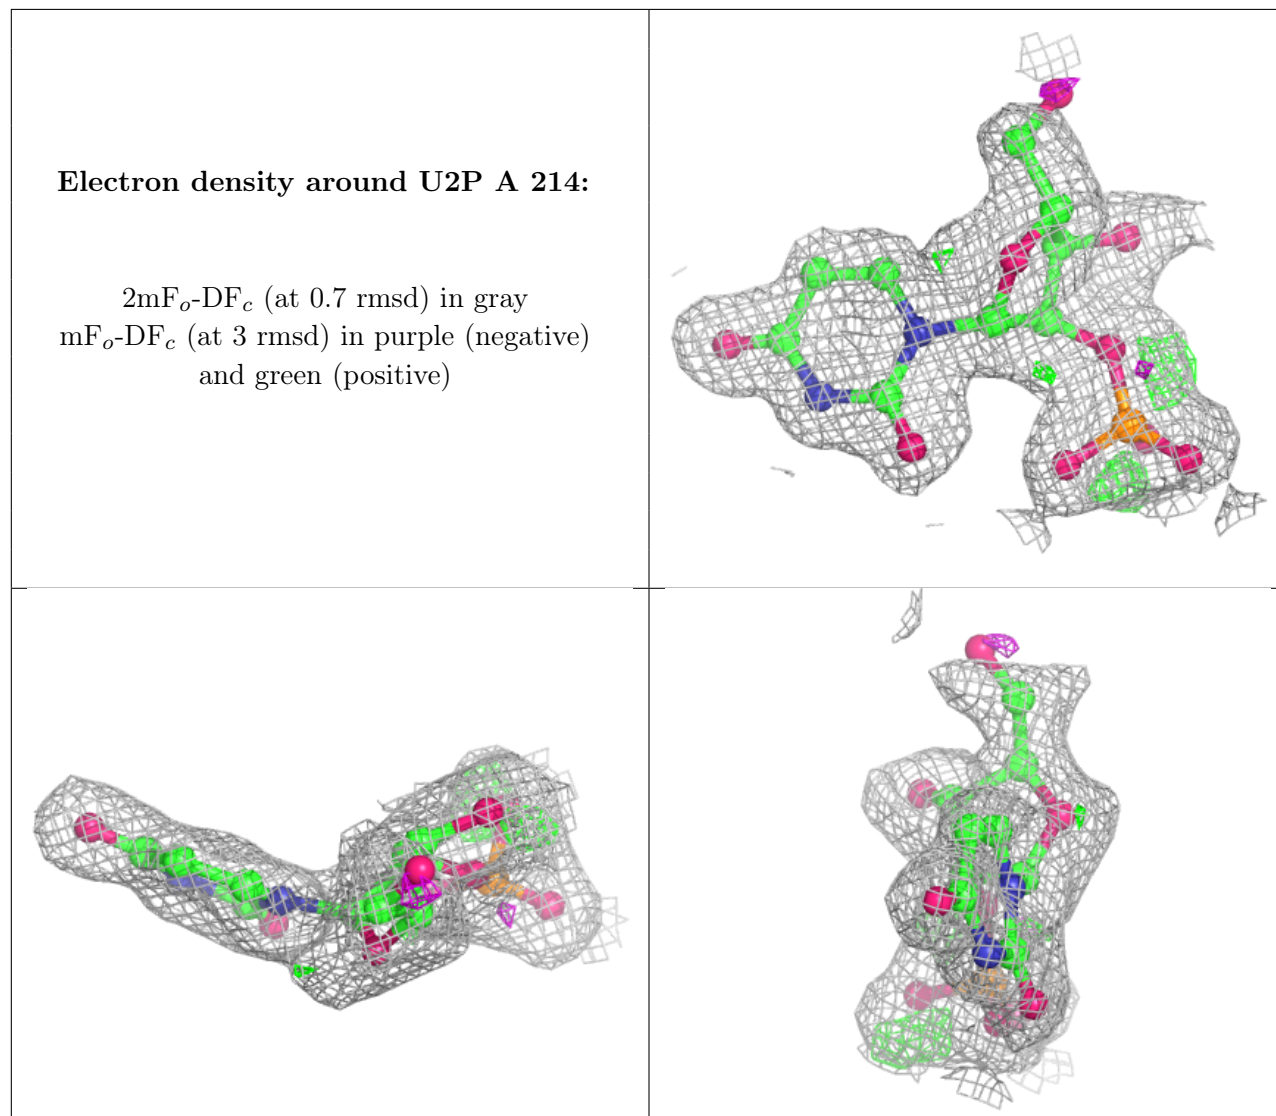 Electron density around U2P A 214:
2mFo-DFc (at 0.7 rmsd) in gray
mFo-DFc (at 3 rmsd) in purple (negative)
and green (positive)